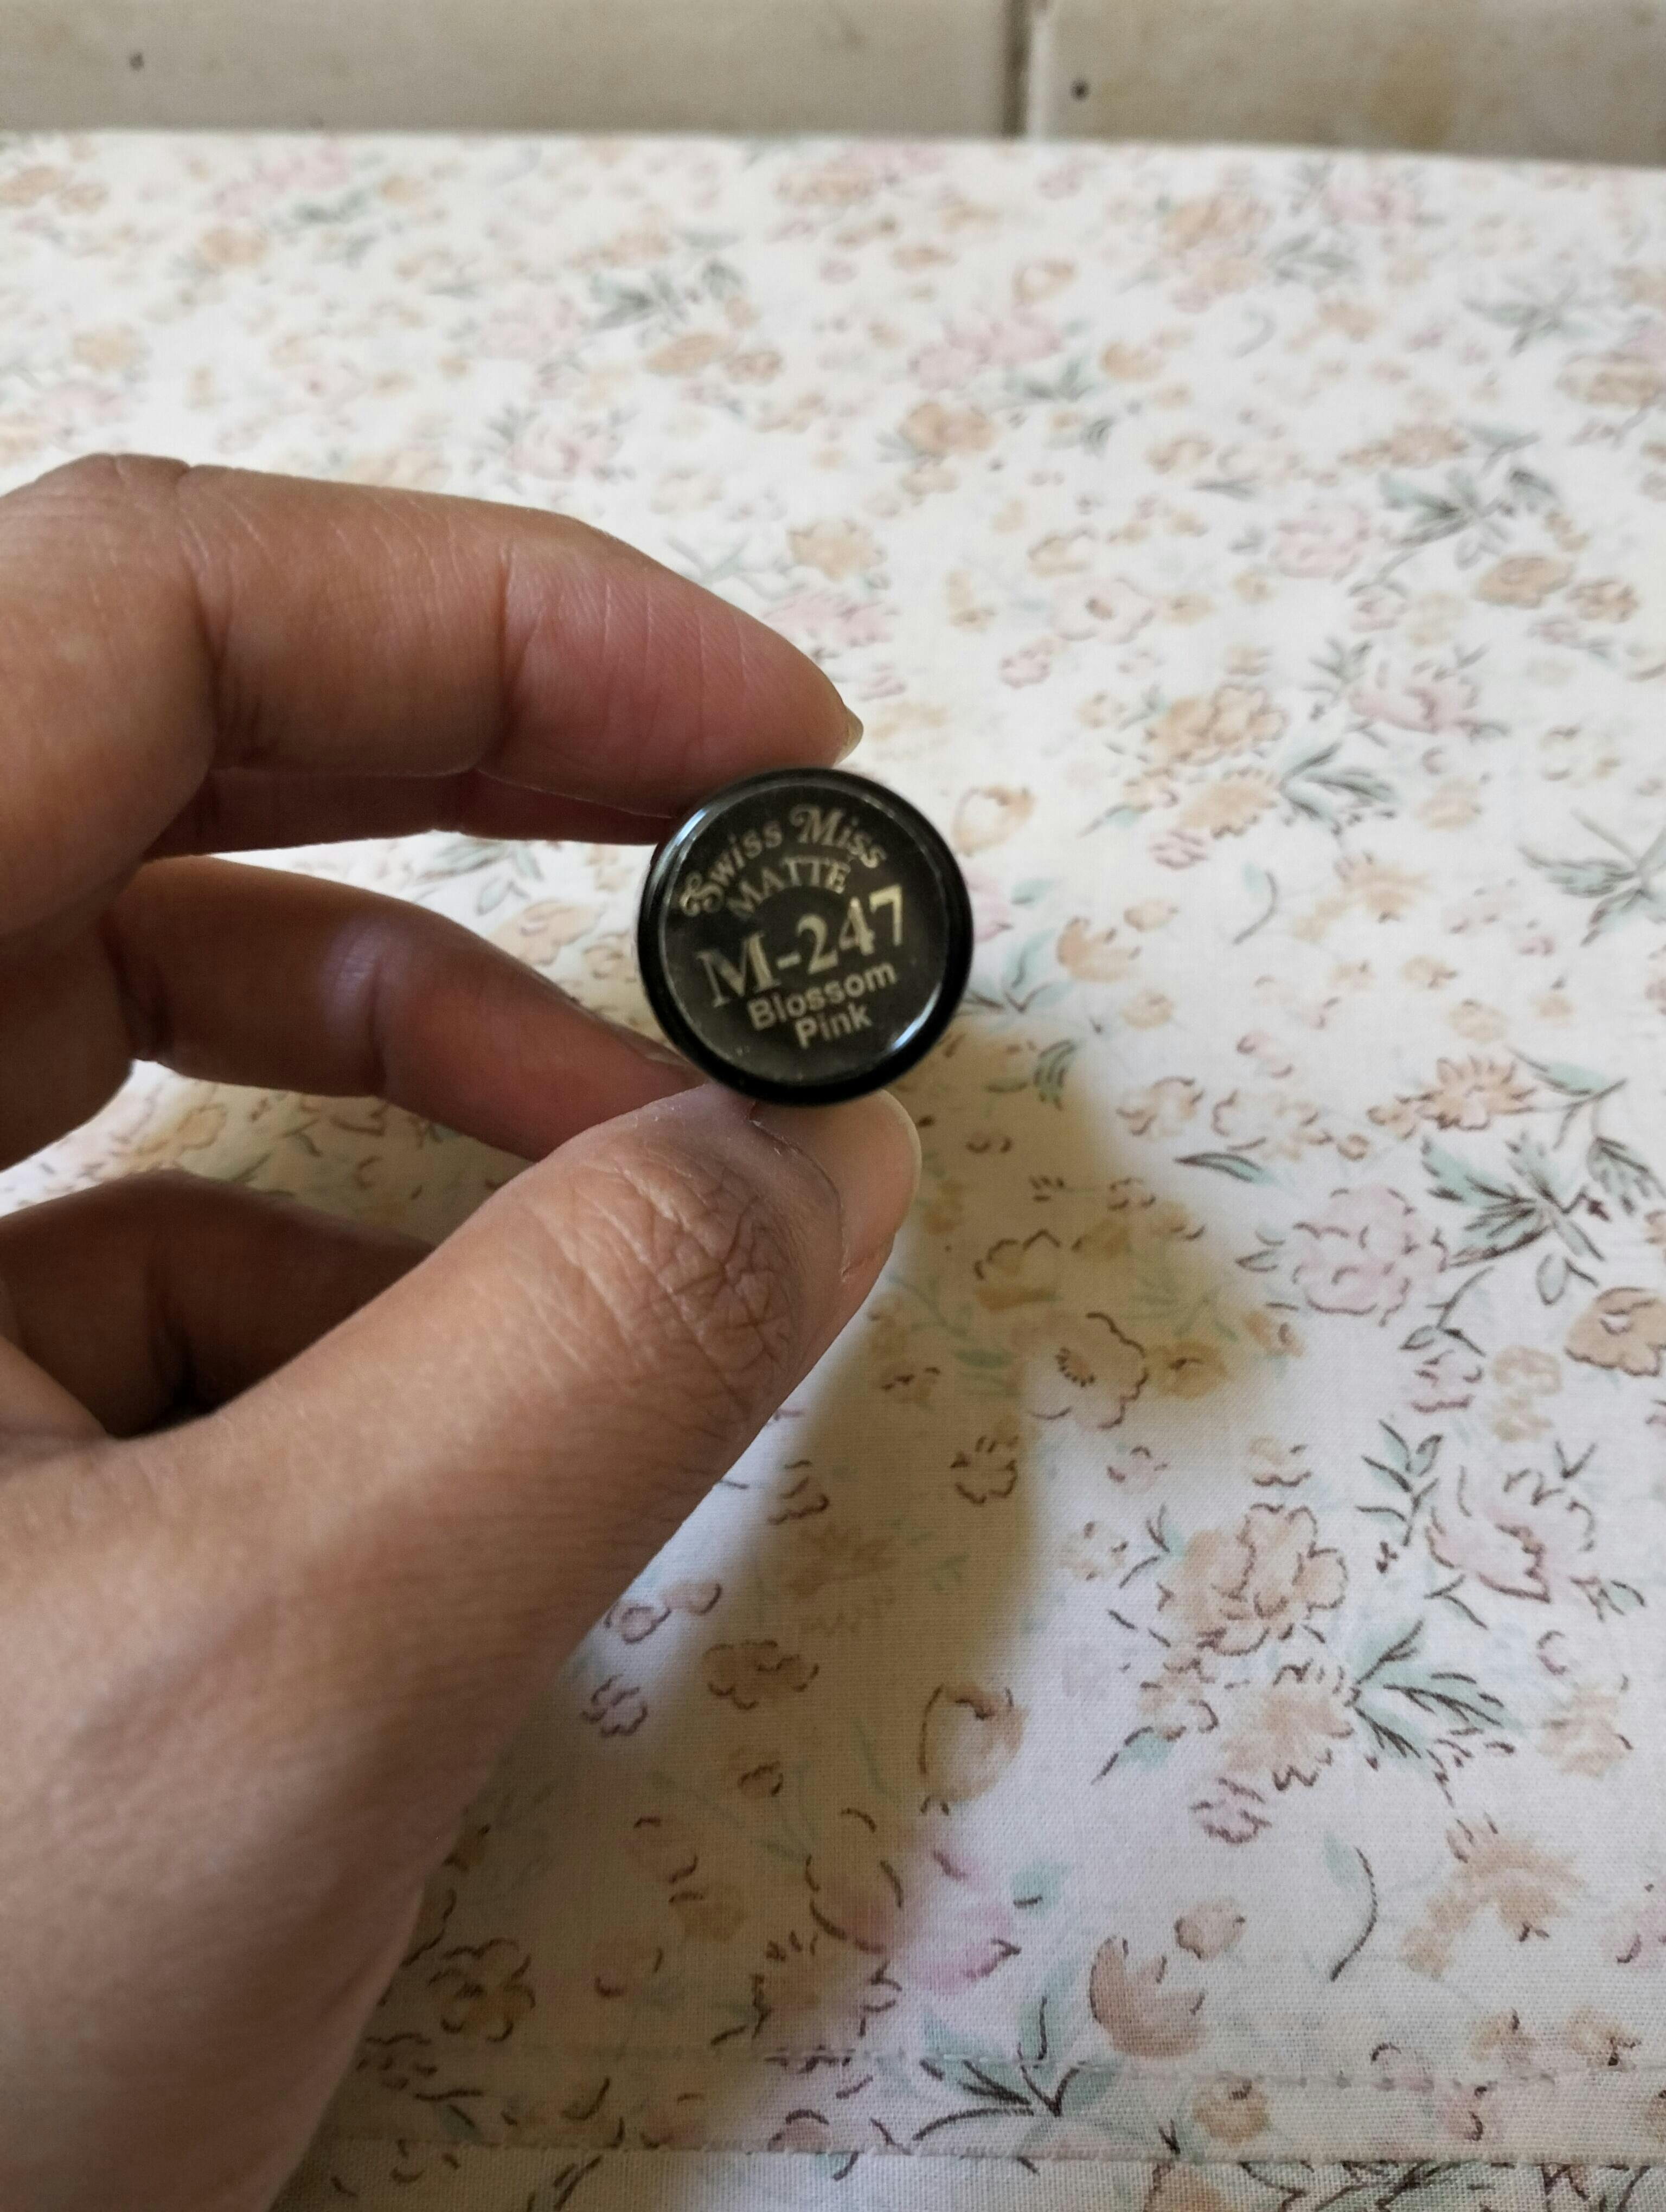 Swiss Miss
MATTE
M-247
Blossom
Pink